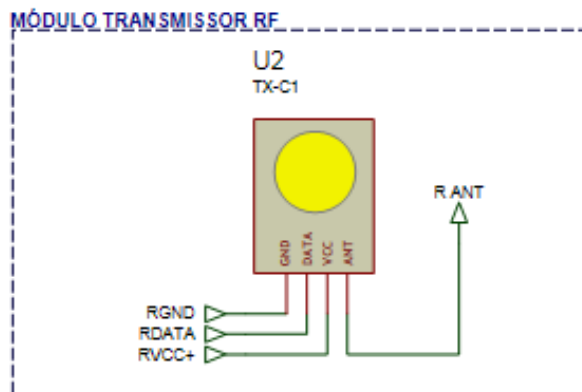 MÓDULO TRANSMISSOR RF
U2
TX-C1
R ANT
GND
DATA
VCC
ANT
RGND
RDATA
RVCC+